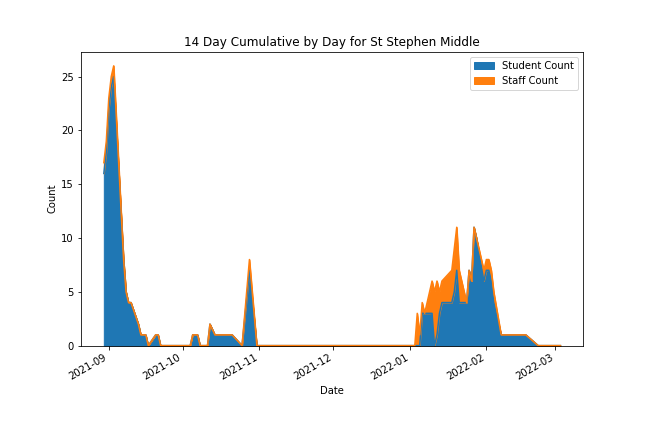 14 Day Cumulative by Day for St Stephen Middle
Student Count
Staff Count
25
20
15
10
5
0
Count
2021-09
2021-10
2021-11
2021-12
2022-01
2022-02
2022-03
Date